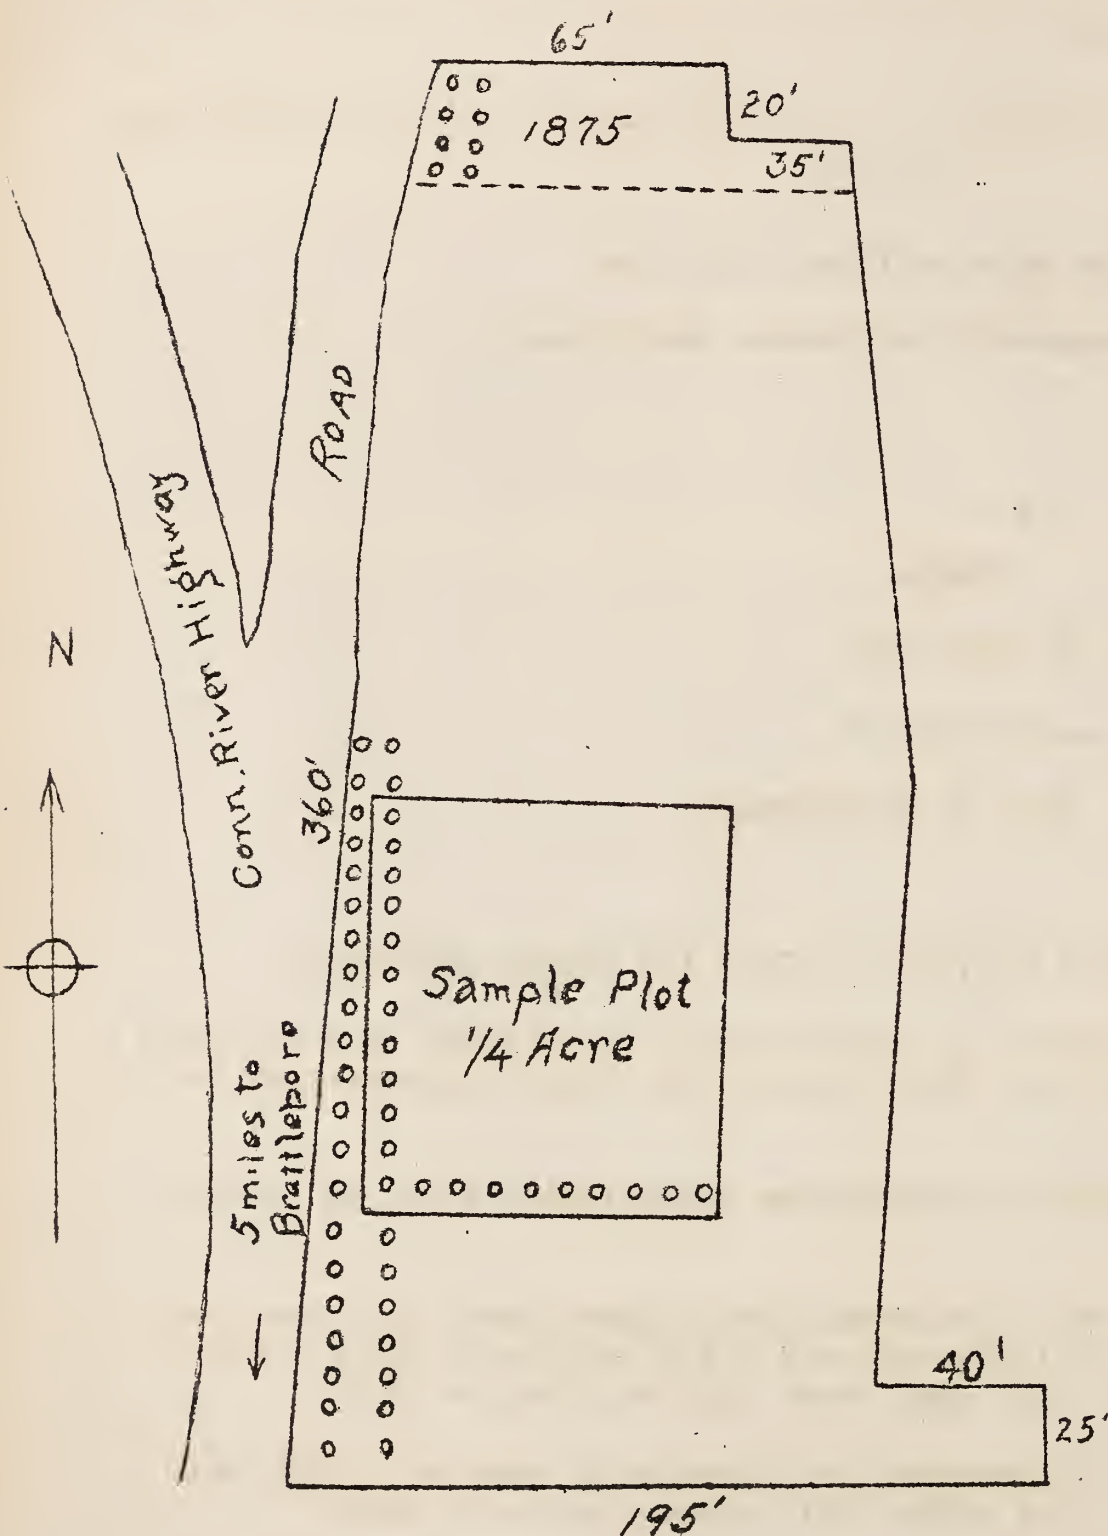 65'
20'
1875
35'
ROAD
Conn. River Highway
N
360'
Sample Plot
1/4 Acre
5 miles to
Brattleboro
40'
25'
195'